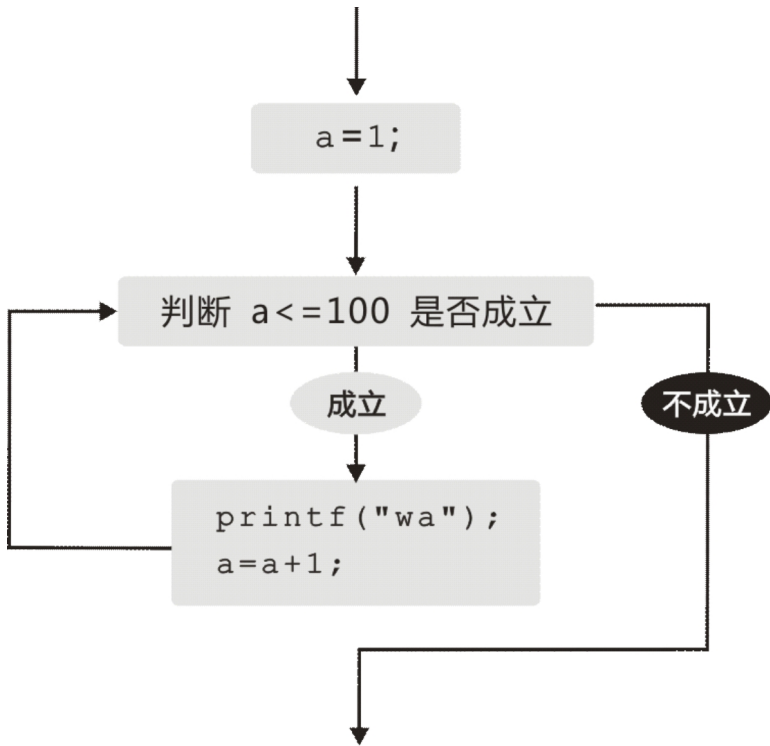 a=1;
判断 a<=100 是否成立
成立
不成立
printf("wa");
a=a+1;